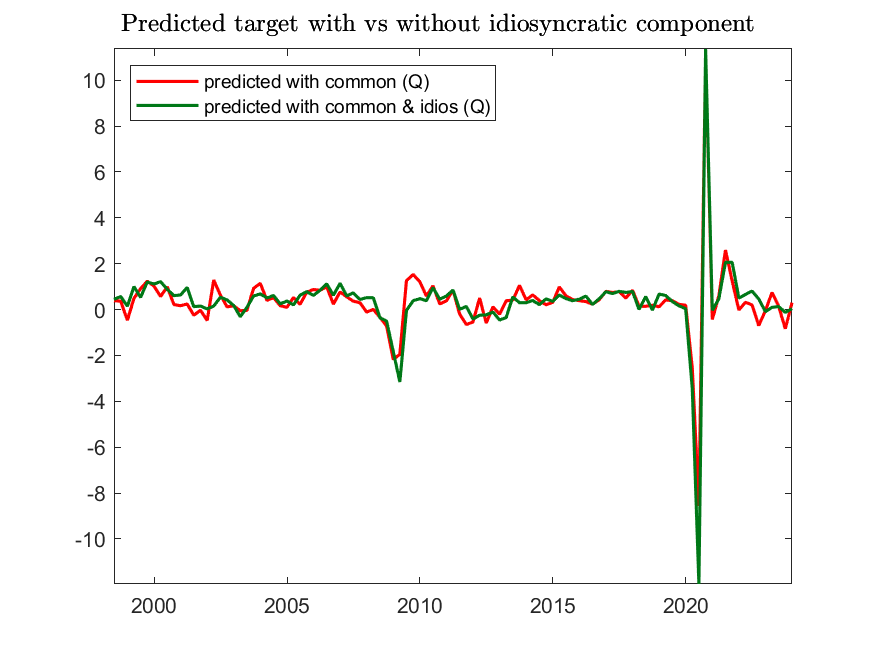 Predicted target with vs without idiosyncratic component
predicted with common (Q)
predicted with common & idios (Q)
10
8
6
4
2
0
-2
-4
-6
-8
-10
2000 2005 2010 2015 2020